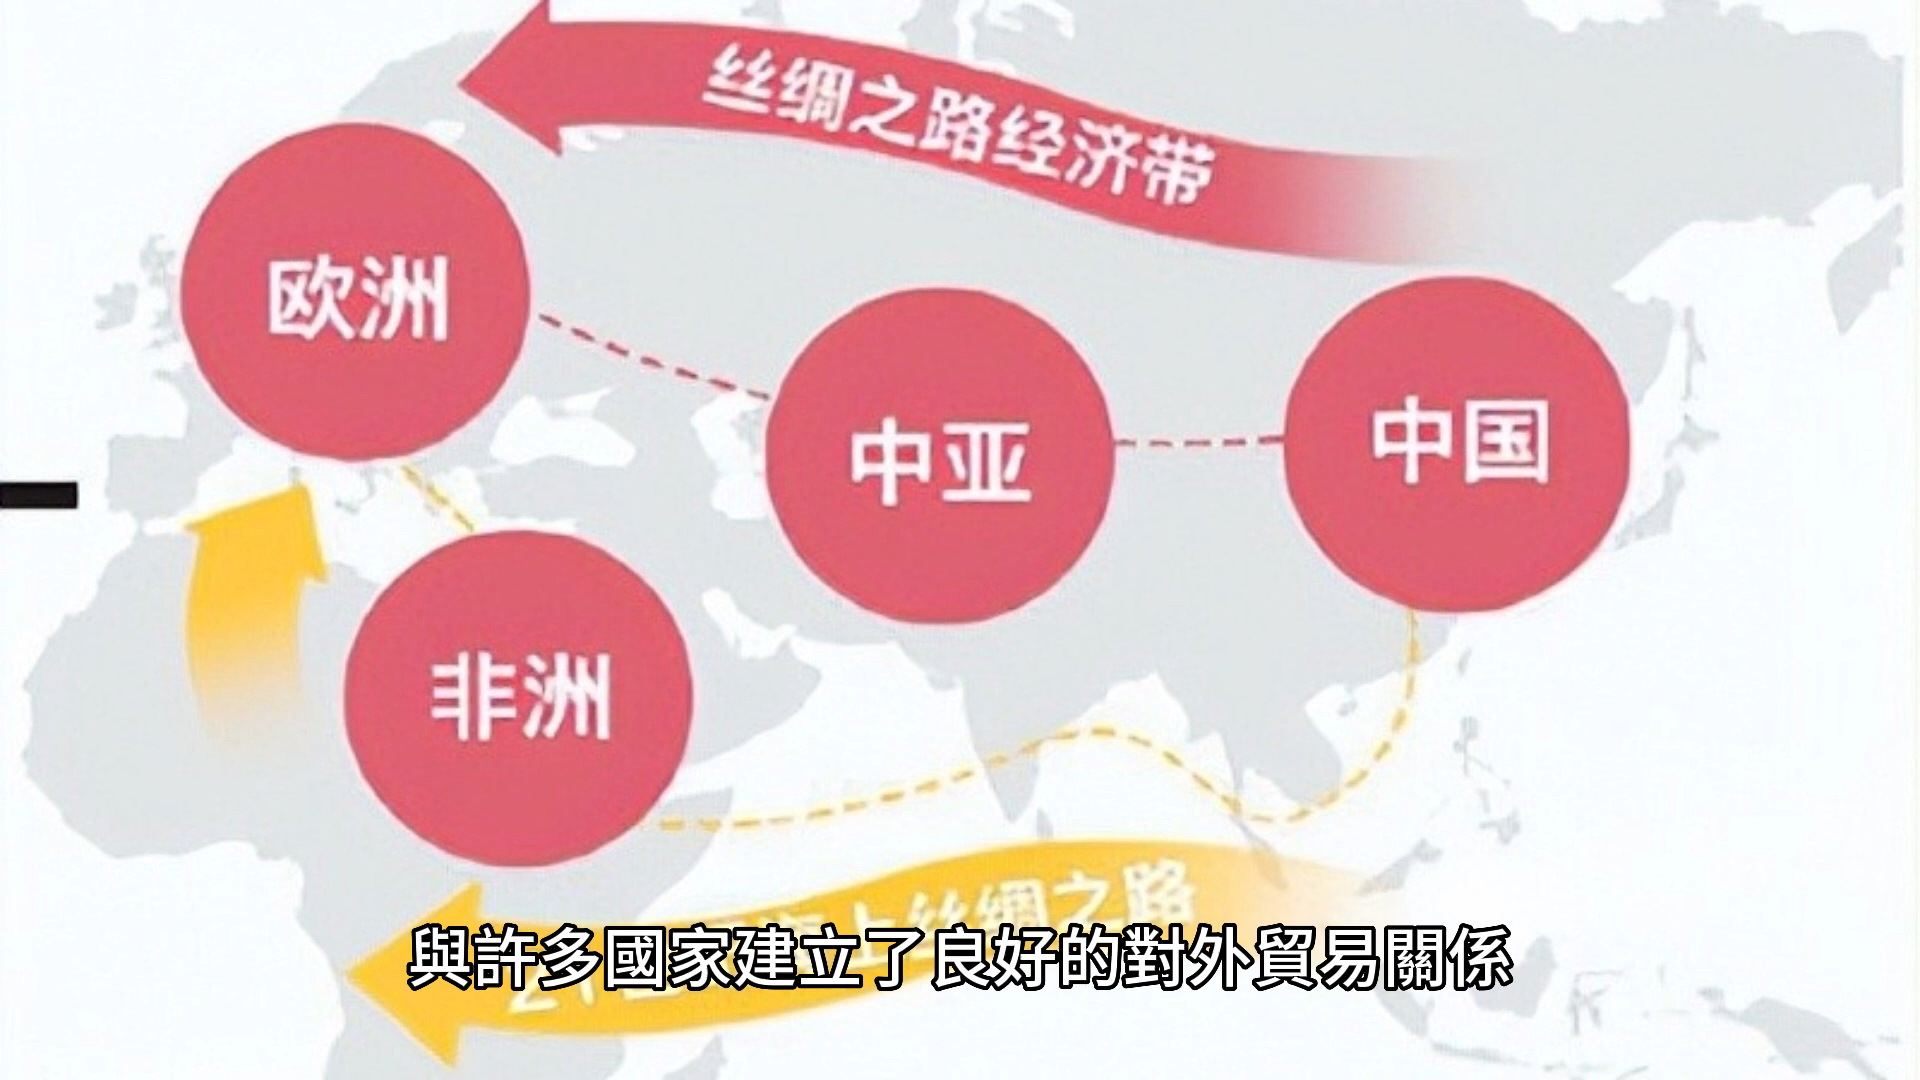 丝绸之路经济带
欧洲
中亚
中国
非洲
上丝绸之路
與許多國家建立了良好的對外貿易關係